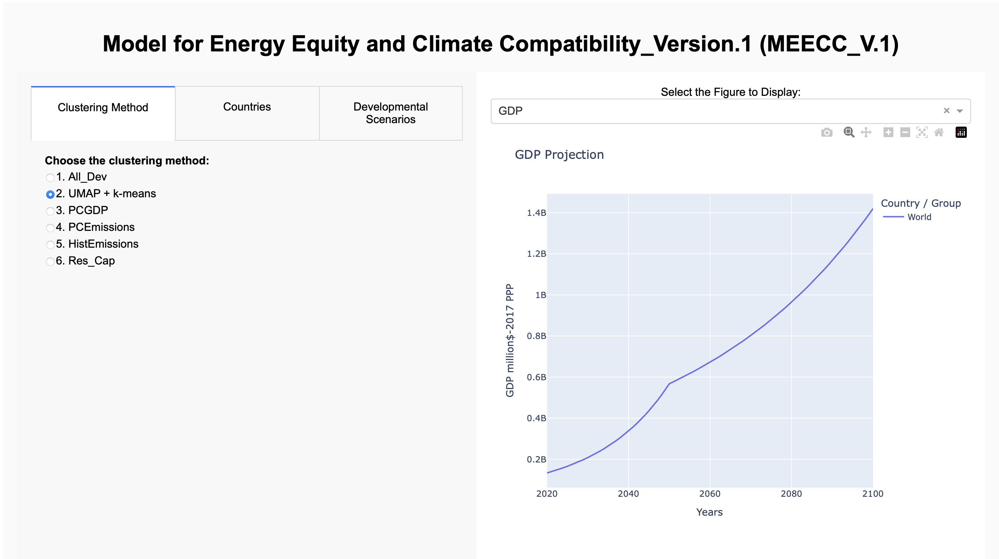 Model for Energy Equity and Climate Compatibility_Version.1 (MEECC_V.1)
Clustering Method
Countries
Developmental
Scenarios
Choose the clustering method:
1. All_Dev
2. UMAP + k-means
3. PCGDP
4. PCEmissions
5. HistEmissions
6. Res_Cap
Select the Figure to Display:
GDP
GDP Projection
Country / Group
World
GDP million$-2017 PPP
1.4B
1.2B
1B
0.8B
0.6B
0.4B
0.2B
2020 2040 2060 2080 2100
Years